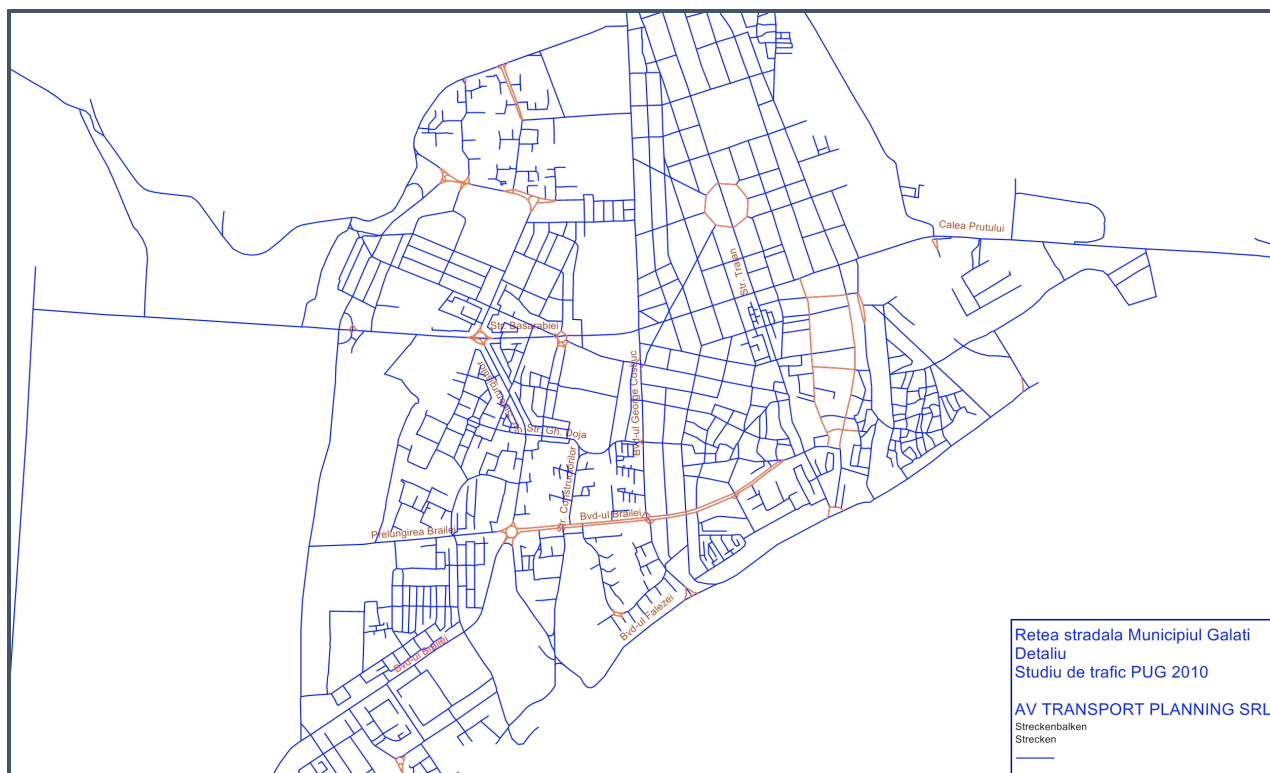 Calea Prutului
Str. Traian
Str. Basarabiei
Bvd-ul George Cosbuc
Str. Gh. Doja
Str. Constructorilor
Bvd-ul Brailei
Prelungirea Brailei
Bvd-ul Falezei
Bvd-ul Brailei
Retea stradala Municipiul Galati
Detaliu
Studiu de trafic PUG 2010
AV TRANSPORT PLANNING SRL
Streckenbalken
Strecken